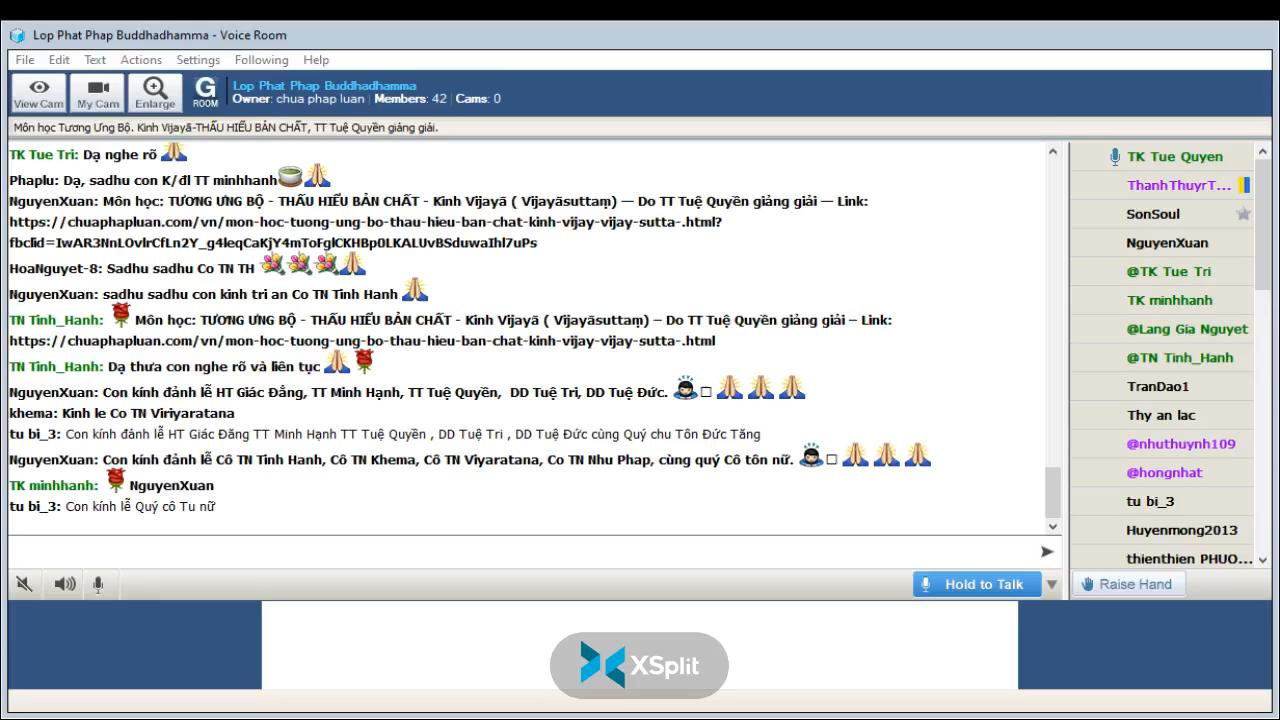 Lop Phat Phap Buddhadhamma - Voice Room
File Edit Text Actions Settings Following Help
View Cam My Cam Enlarge G ROOM
Lop Phat Phap Buddhadhamma
Owner: chua phap luan | Members: 42 | Cams: 0
Môn học Tương Ưng Bộ. Kinh Vijayā-THẤU HIỂU BẢN CHẤT, TT Tuệ Quyền giảng giải.
TK Tue Tri: Dạ nghe rõ
Phaplu: Dạ, sadhu con K/đl TT minhhanh
NguyenXuan: Môn học: TƯƠNG ƯNG BỘ - THẤU HIỂU BẢN CHẤT - Kinh Vijayā ( Vijayāsuttaṃ) — Do TT Tuệ Quyền giảng giải — Link:
https://chuaphapluan.com/vn/mon-hoc-tuong-ung-bo-thau-hieu-ban-chat-kinh-vijay-vijay-sutta-.html?
fbclid=IwAR3NnLOvlrCfLn2Y_g4leqCaKjY4mToFglCKHBp0LKALUvBSduwaIhl7uPs
HoaNguyet-8: Sadhu sadhu Co TN TH
NguyenXuan: sadhu sadhu con kinh tri an Co TN Tinh Hanh
TN Tinh_Hanh: Môn học: TƯƠNG ƯNG BỘ - THẤU HIỂU BẢN CHẤT - Kinh Vijayā ( Vijayāsuttaṃ) – Do TT Tuệ Quyền giảng giải – Link:
https://chuaphapluan.com/vn/mon-hoc-tuong-ung-bo-thau-hieu-ban-chat-kinh-vijay-vijay-sutta-.html
TN Tinh_Hanh: Dạ thưa con nghe rõ và liên tục
NguyenXuan: Con kính đảnh lễ HT Giác Đẳng, TT Minh Hạnh, TT Tuệ Quyền, DD Tuệ Tri, DD Tuệ Đức.
khema: Kinh le Co TN Viriyaratana
tu bi_3: Con kính đảnh lễ HT Giác Đăng TT Minh Hạnh TT Tuệ Quyền , DD Tuệ Tri , DD Tuệ Đức cùng Quý chu Tôn Đức Tăng
NguyenXuan: Con kính đảnh lễ Cô TN Tinh Hanh, Cô TN Khema, Cô TN Viyaratana, Co TN Nhu Phap, cùng quý Cô tôn nữ.
TK minhhanh: NguyenXuan
tu bi_3: Con kính lễ Quý cô Tu nữ
TK Tue Quyen
ThanhThuyrT...
SonSoul
NguyenXuan
@TK Tue Tri
TK minhhanh
@Lang Gia Nguyet
@TN Tinh_Hanh
TranDao1
Thy an lac
@nhuthuynh109
@hongnhat
tu bi_3
Huyenmong2013
thienthien PHUO...
Hold to Talk
Raise Hand
XSplit